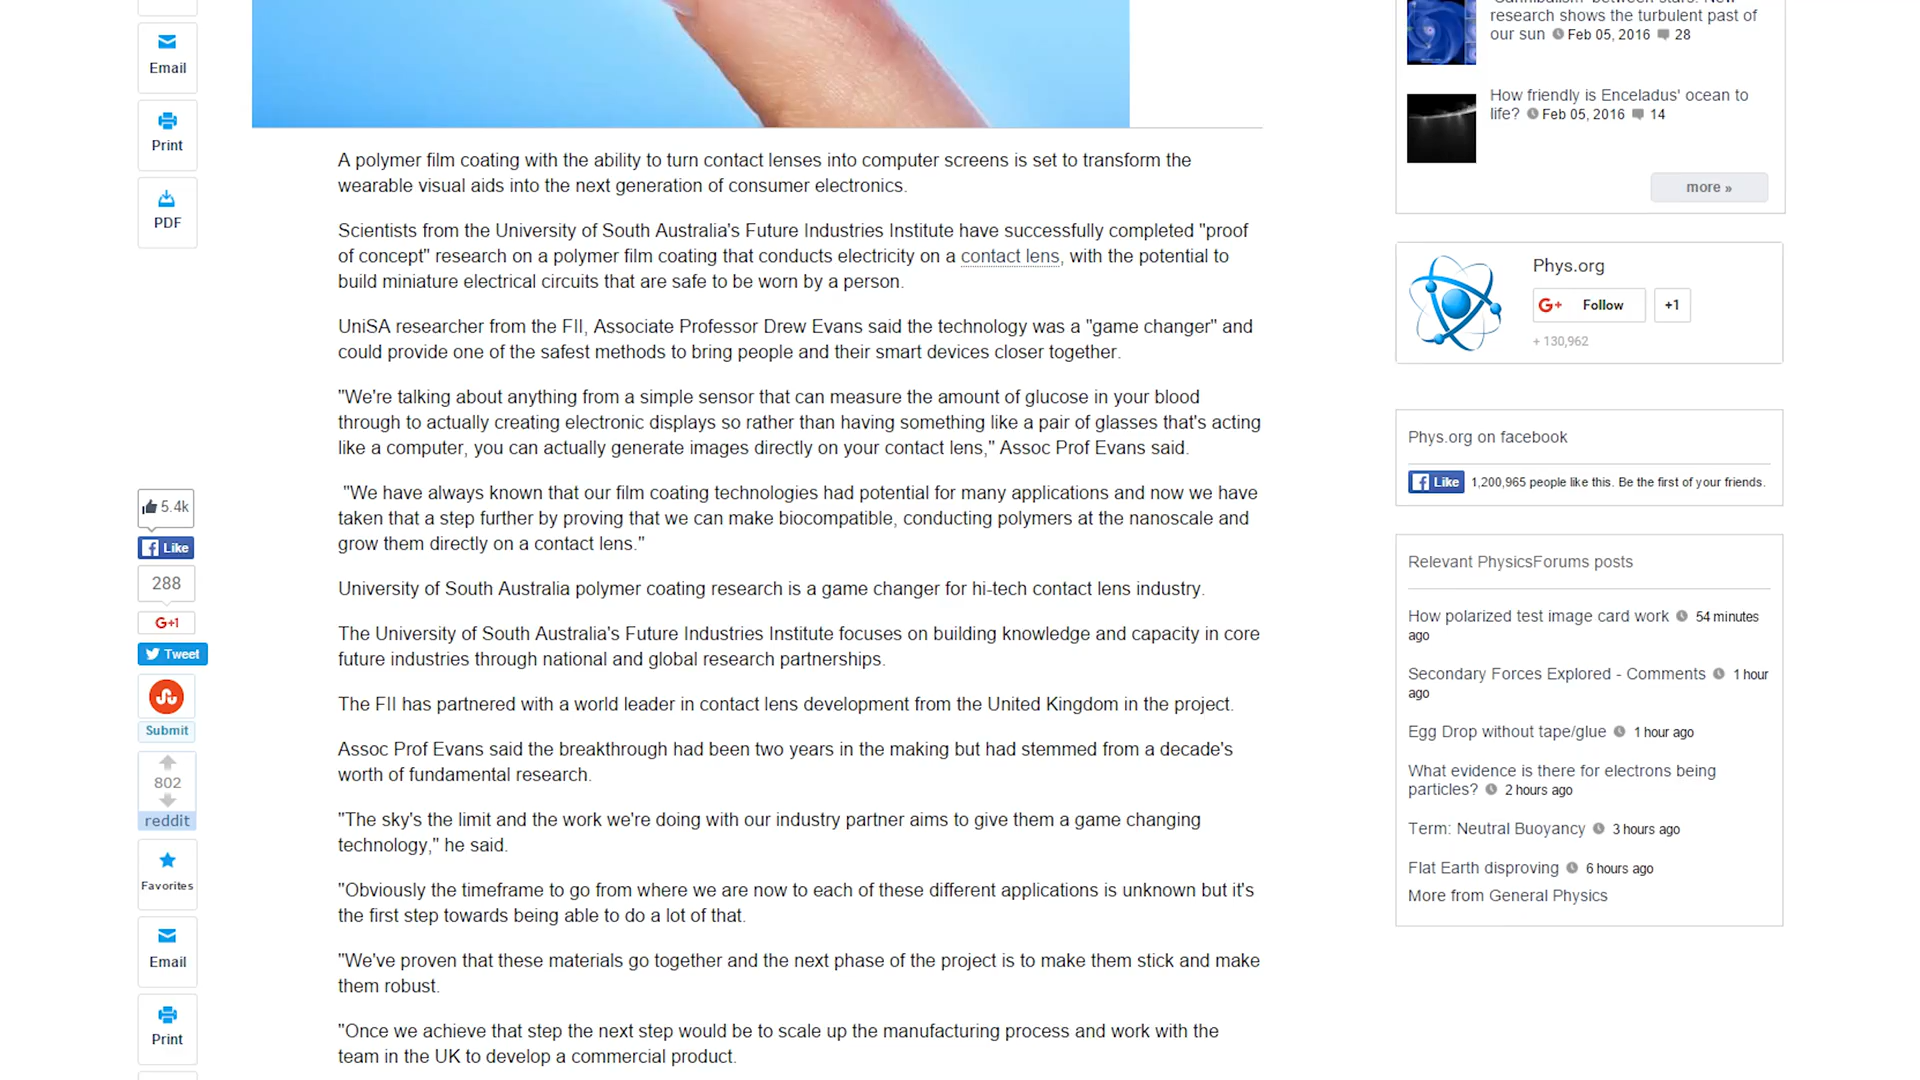 Email
Print
PDF
A polymer film coating with the ability to turn contact lenses into computer screens is set to transform the
wearable visual aids into the next generation of consumer electronics.
Scientists from the University of South Australia's Future Industries Institute have successfully completed "proof
of concept" research on a polymer film coating that conducts electricity on a contact lens, with the potential to
build miniature electrical circuits that are safe to be worn by a person.
UniSA researcher from the FII, Associate Professor Drew Evans said the technology was a "game changer" and
could provide one of the safest methods to bring people and their smart devices closer together.
"We're talking about anything from a simple sensor that can measure the amount of glucose in your blood
through to actually creating electronic displays so rather than having something like a pair of glasses that's acting
like a computer, you can actually generate images directly on your contact lens," Assoc Prof Evans said.
"We have always known that our film coating technologies had potential for many applications and now we have
taken that a step further by proving that we can make biocompatible, conducting polymers at the nanoscale and
grow them directly on a contact lens."
University of South Australia polymer coating research is a game changer for hi-tech contact lens industry.
The University of South Australia's Future Industries Institute focuses on building knowledge and capacity in core
future industries through national and global research partnerships.
The FII has partnered with a world leader in contact lens development from the United Kingdom in the project.
Assoc Prof Evans said the breakthrough had been two years in the making but had stemmed from a decade's
worth of fundamental research.
"The sky's the limit and the work we're doing with our industry partner aims to give them a game changing
technology," he said.
"Obviously the timeframe to go from where we are now to each of these different applications is unknown but it's
the first step towards being able to do a lot of that.
"We've proven that these materials go together and the next phase of the project is to make them stick and make
them robust.
"Once we achieve that step the next step would be to scale up the manufacturing process and work with the
team in the UK to develop a commercial product.
5.4k
Like
288
G+1
Tweet
Submit
802
reddit
Favorites
Email
Print
'Cannibalism' between stars: New
research shows the turbulent past of
our sun Feb 05, 2016 28
How friendly is Enceladus' ocean to
life? Feb 05, 2016 14
more »
Phys.org
G+ Follow +1
+ 130,962
Phys.org on facebook
Like 1,200,965 people like this. Be the first of your friends.
Relevant PhysicsForums posts
How polarized test image card work 54 minutes
ago
Secondary Forces Explored - Comments 1 hour
ago
Egg Drop without tape/glue 1 hour ago
What evidence is there for electrons being
particles? 2 hours ago
Term: Neutral Buoyancy 3 hours ago
Flat Earth disproving 6 hours ago
More from General Physics